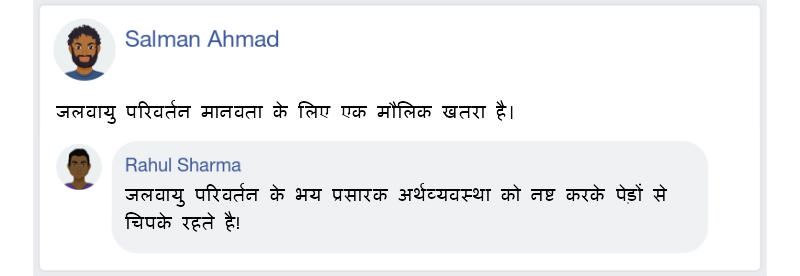 Salman Ahmad
जलवायु परिवर्तन मानवता के लिए एक मौलिक खतरा है।
Rahul Sharma
जलवायु परिवर्तन के भय प्रसारक अर्थव्यवस्था को नष्ट करके पेड़ों से
चिपके रहते है!